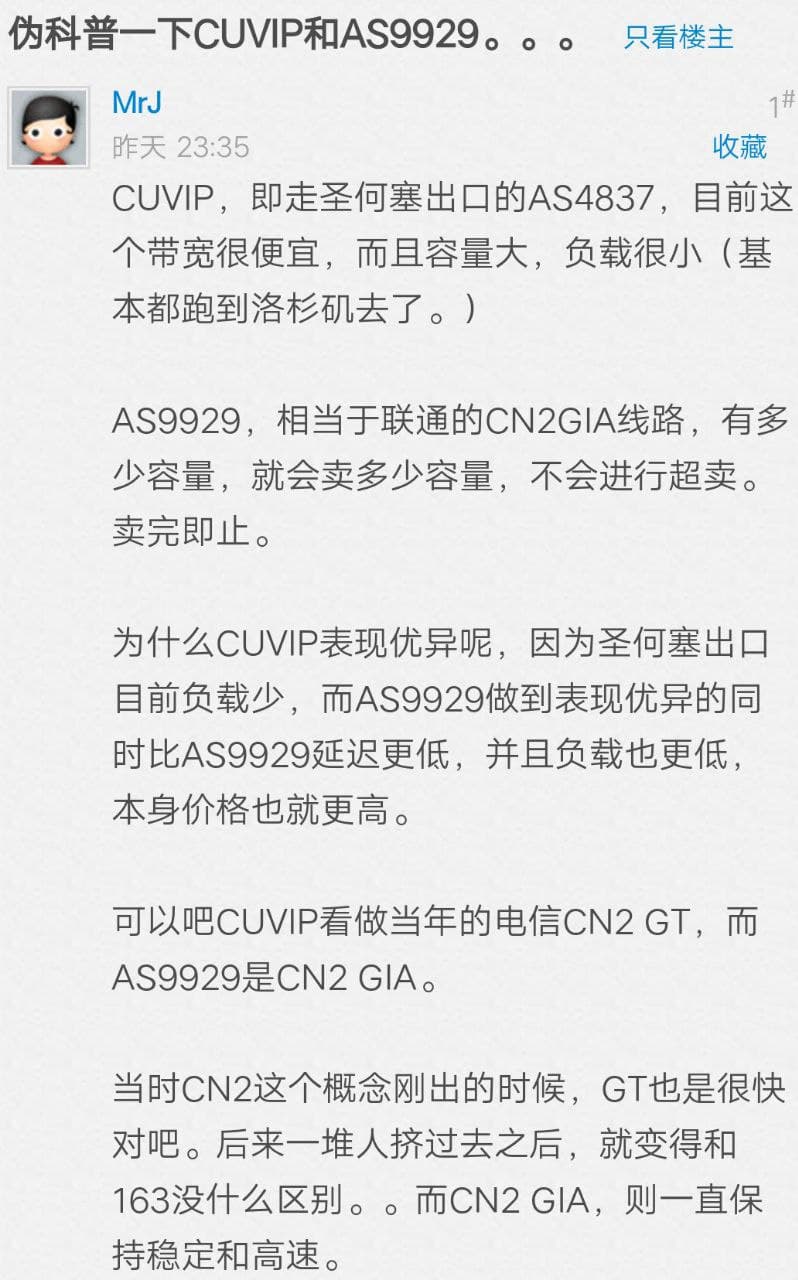 伪科普一下CUVIP和AS9929。。。 只看楼主
MrJ 1#
昨天 23:35 收藏
CUVIP，即走圣何塞出口的AS4837，目前这
个带宽很便宜，而且容量大，负载很小（基
本都跑到洛杉矶去了。）
AS9929，相当于联通的CN2GIA线路，有多
少容量，就会卖多少容量，不会进行超卖。
卖完即止。
为什么CUVIP表现优异呢，因为圣何塞出口
目前负载少，而AS9929做到表现优异的同
时比AS9929延迟更低，并且负载也更低，
本身价格也就更高。
可以吧CUVIP看做当年的电信CN2 GT，而
AS9929是CN2 GIA。
当时CN2这个概念刚出的时候，GT也是很快
对吧。后来一堆人挤过去之后，就变得和
163没什么区别。。而CN2 GIA，则一直保
持稳定和高速。